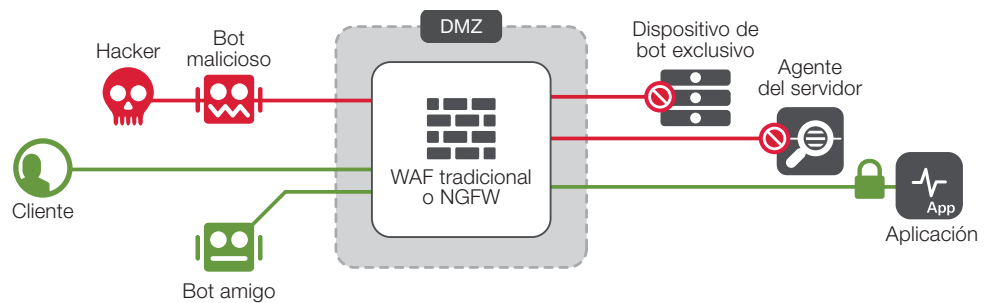 DMZ
Hacker
Bot
malicioso
Dispositivo de
bot exclusivo
Agente
del servidor
WAF tradicional
o NGFW
Cliente
App
Aplicación
Bot amigo